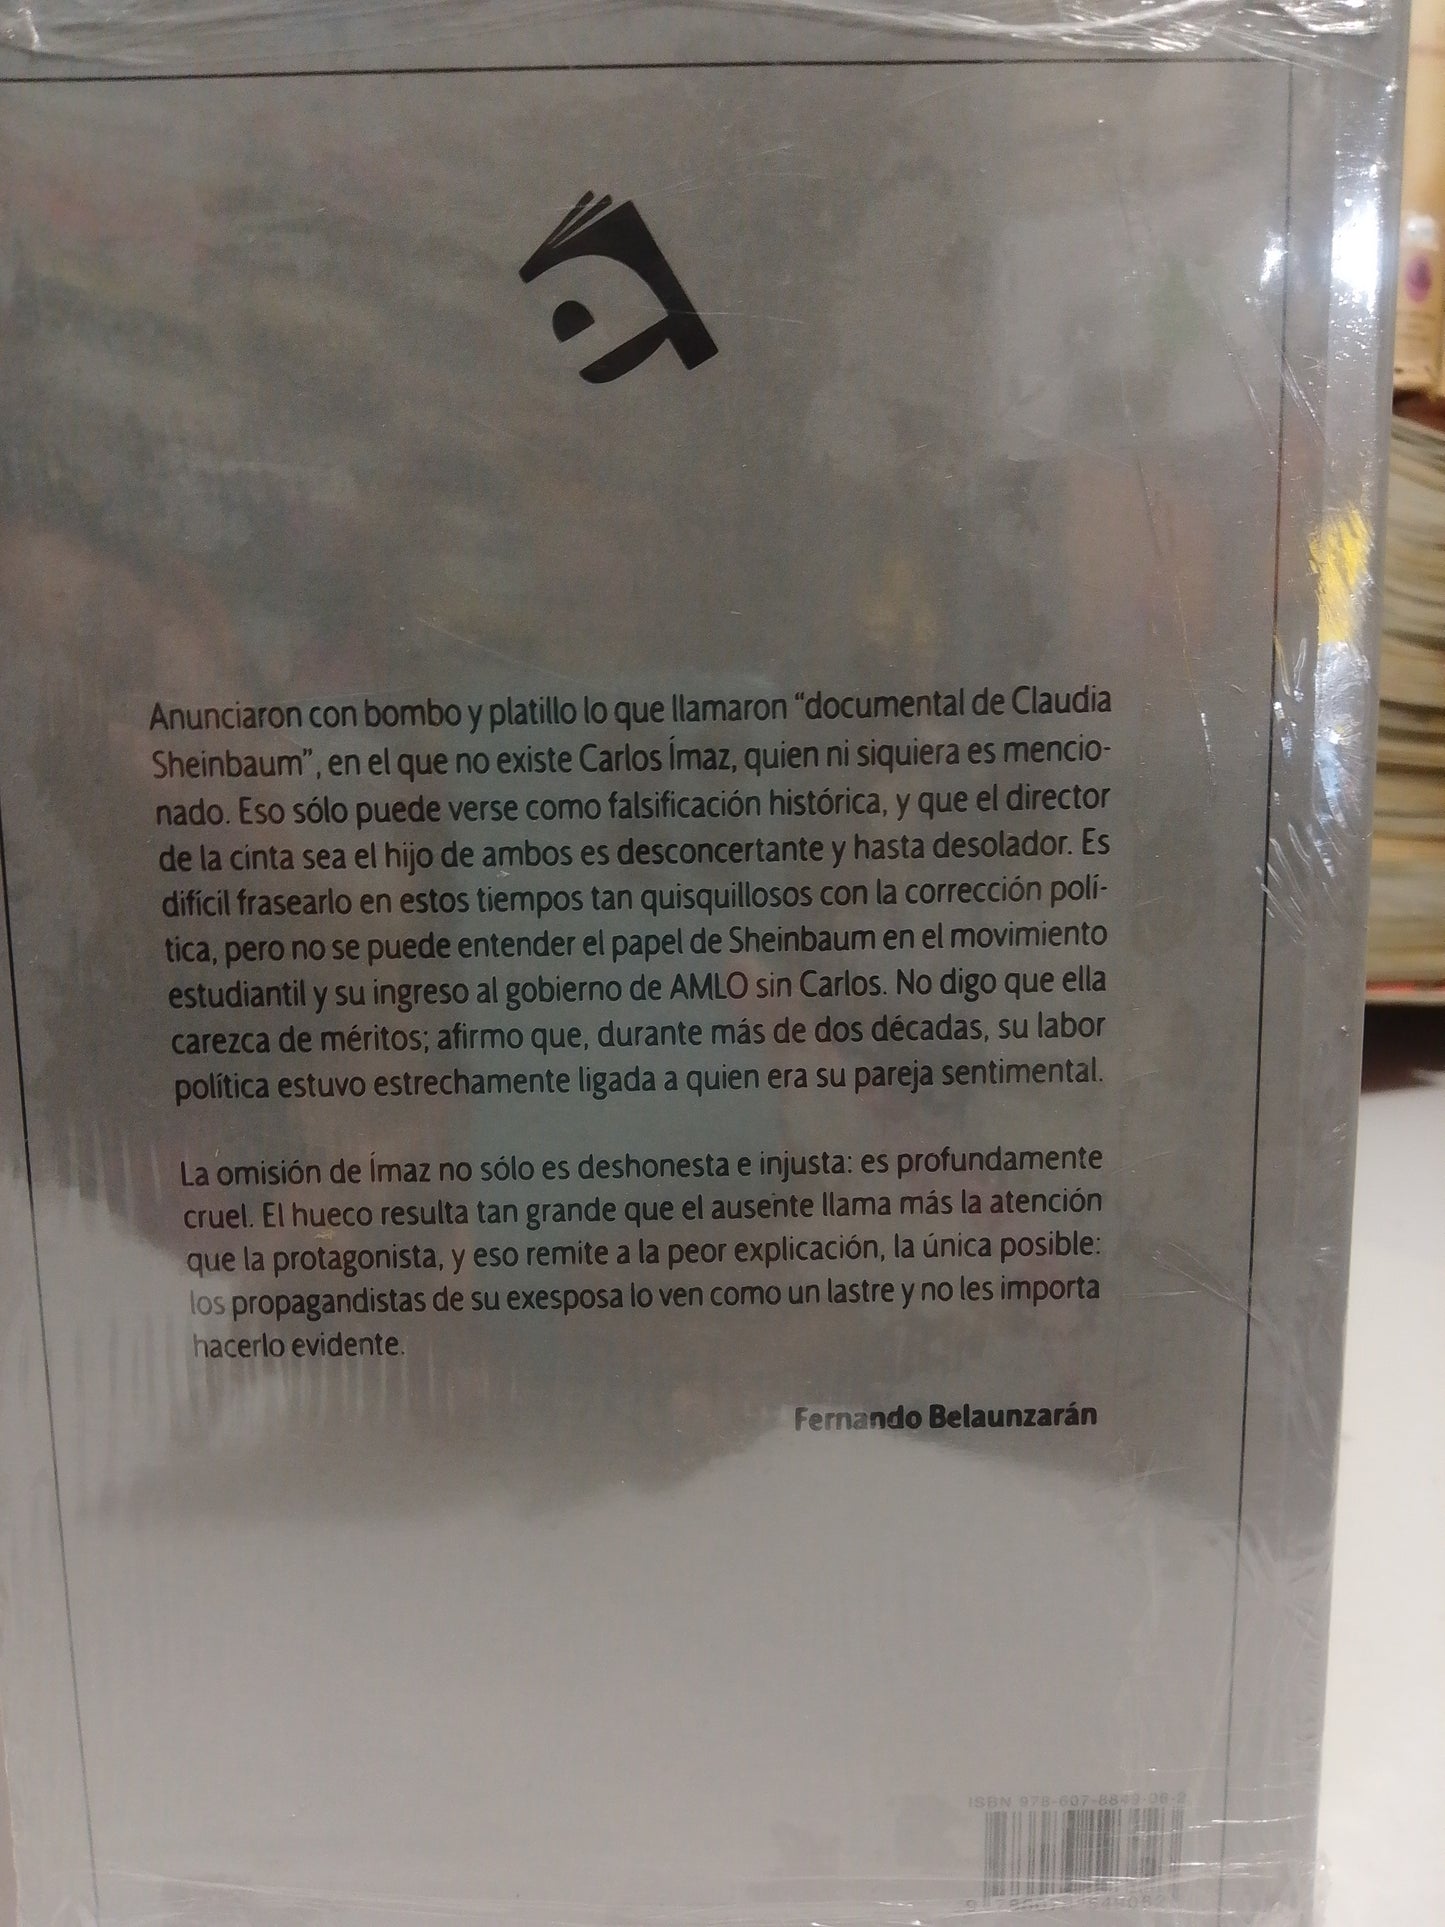 Anunciaron con bombo y platillo lo que llamaron “documental de Claudia
Sheinbaum”, en el que no existe Carlos Ímaz, quien ni siquiera es mencio-
nado. Eso sólo puede verse como falsificación histórica, y que el director
de la cinta sea el hijo de ambos es desconcertante y hasta desolador. Es
difícil frasearlo en estos tiempos tan quisquillosos con la corrección polí-
tica, pero no se puede entender el papel de Sheinbaum en el movimiento
estudiantil y su ingreso al gobierno de AMLO sin Carlos. No digo que ella
carezca de méritos; afirmo que, durante más de dos décadas, su labor
política estuvo estrechamente ligada a quien era su pareja sentimental.
La omisión de Ímaz no sólo es deshonesta e injusta: es profundamente
cruel. El hueco resulta tan grande que el ausente llama más la atención
que la protagonista, y eso remite a la peor explicación, la única posible:
los propagandistas de su exesposa lo ven como un lastre y no les importa
hacerlo evidente.
Fernando Belaunzarán
ISBN 978-607-8849-06-2